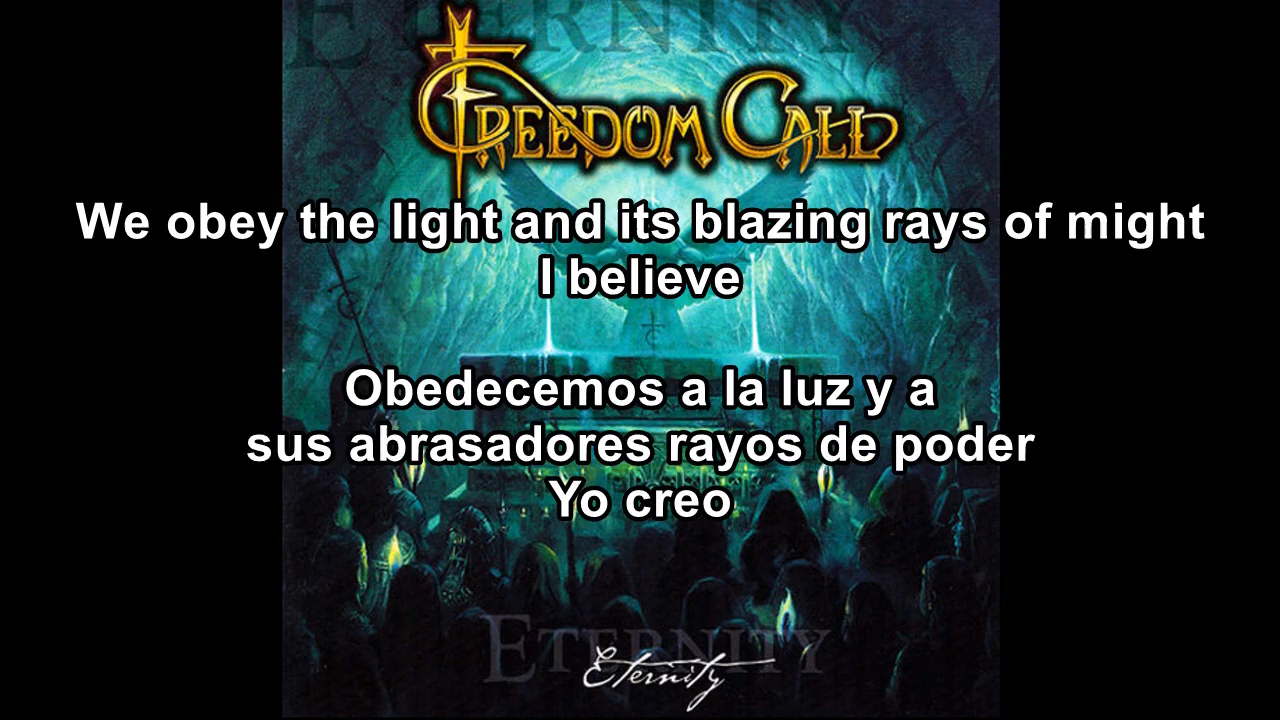 ETERNITY
FREEDOM CALL
We obey the light and its blazing rays of might
I believe
Obedecemos a la luz y a
sus abrasadores rayos de poder
Yo creo
ETERNITY
Eternity